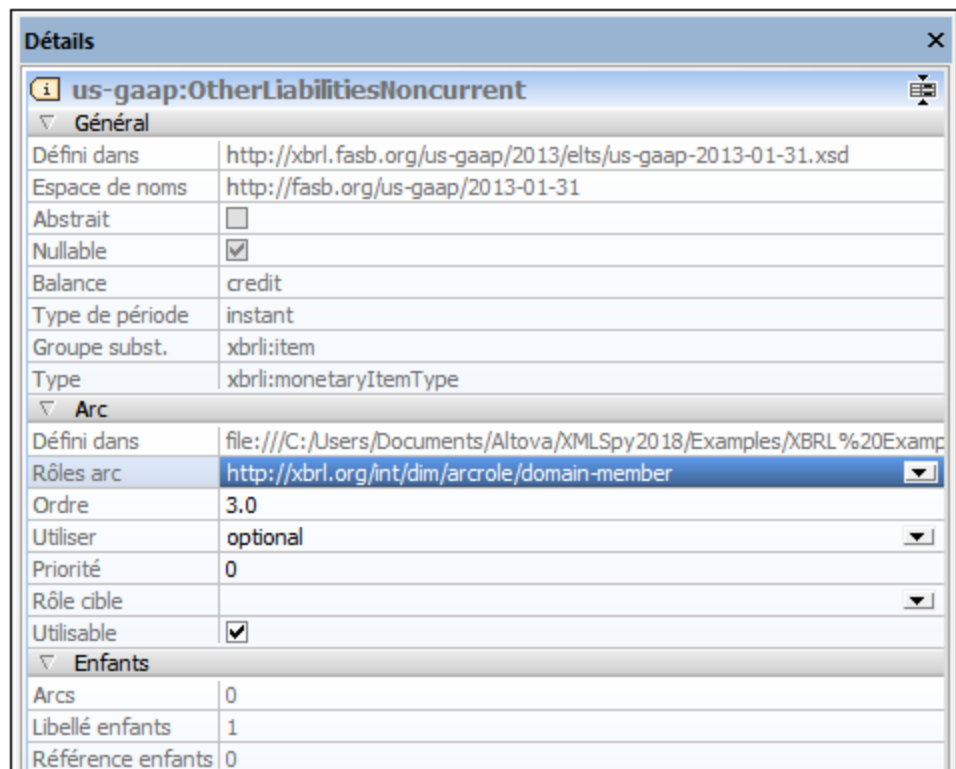 Détails
us-gaap:OtherLiabilitiesNoncurrent
Général
Défini dans http://xbrl.fasb.org/us-gaap/2013/elts/us-gaap-2013-01-31.xsd
Espace de noms http://fasb.org/us-gaap/2013-01-31
Abstrait
Nullable
Balance credit
Type de période instant
Groupe subst. xbrli:item
Type xbrli:monetaryItemType
Arc
Défini dans file:///C:/Users/Documents/Altova/XMLSpy2018/Examples/XBRL%20Examp
Rôles arc http://xbrl.org/int/dim/arcrole/domain-member
Ordre 3.0
Utiliser optional
Priorité 0
Rôle cible
Utilisable
Enfants
Arcs 0
Libellé enfants 1
Référence enfants 0